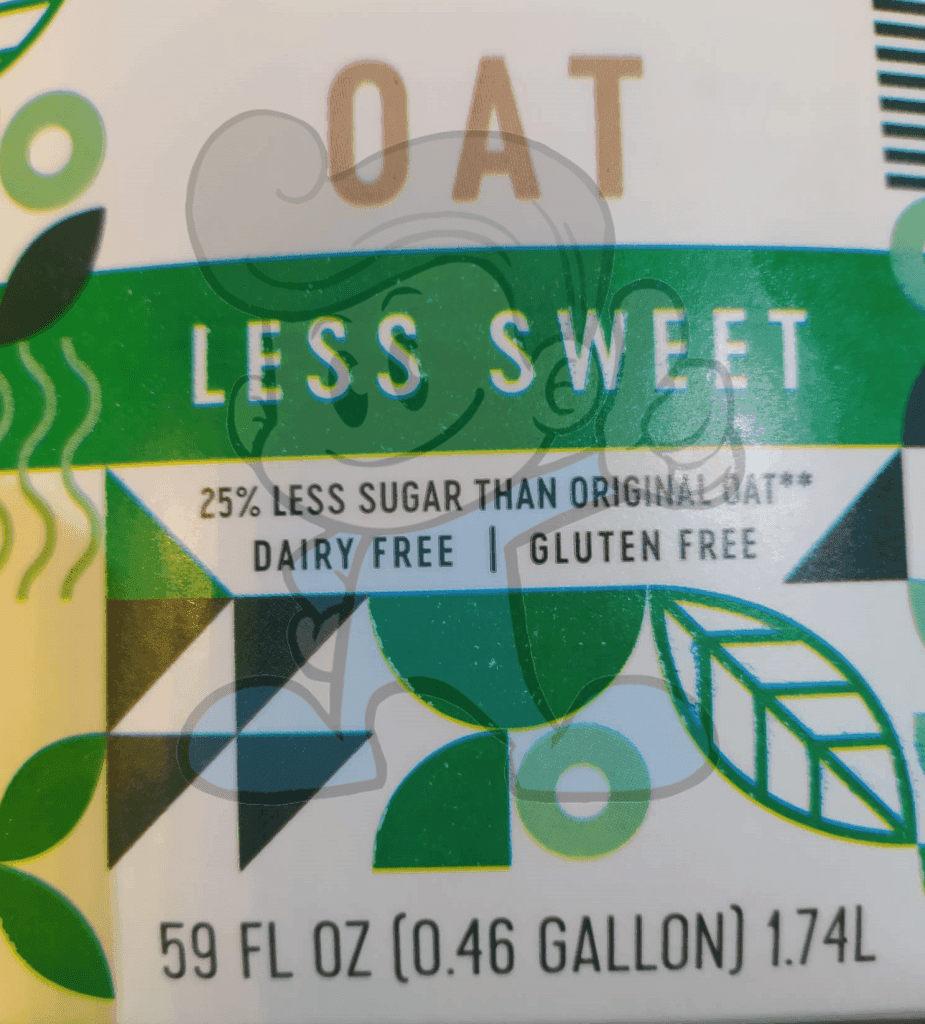 OAT
LESS SWEET
25% LESS SUGAR THAN ORIGINAL OAT**
DAIRY FREE | GLUTEN FREE
59 FL OZ (0.46 GALLON) 1.74L